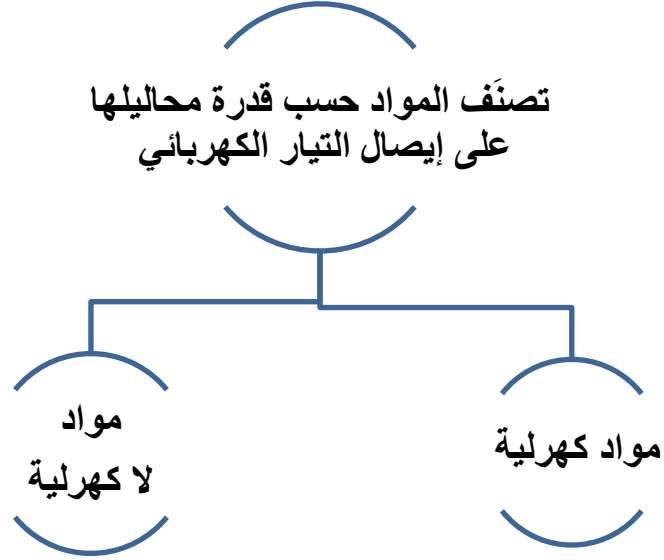 تصنَف المواد حسب قدرة محاليلها
على إيصال التيار الكهربائي
مواد كهرلية
مواد
لا كهرلية